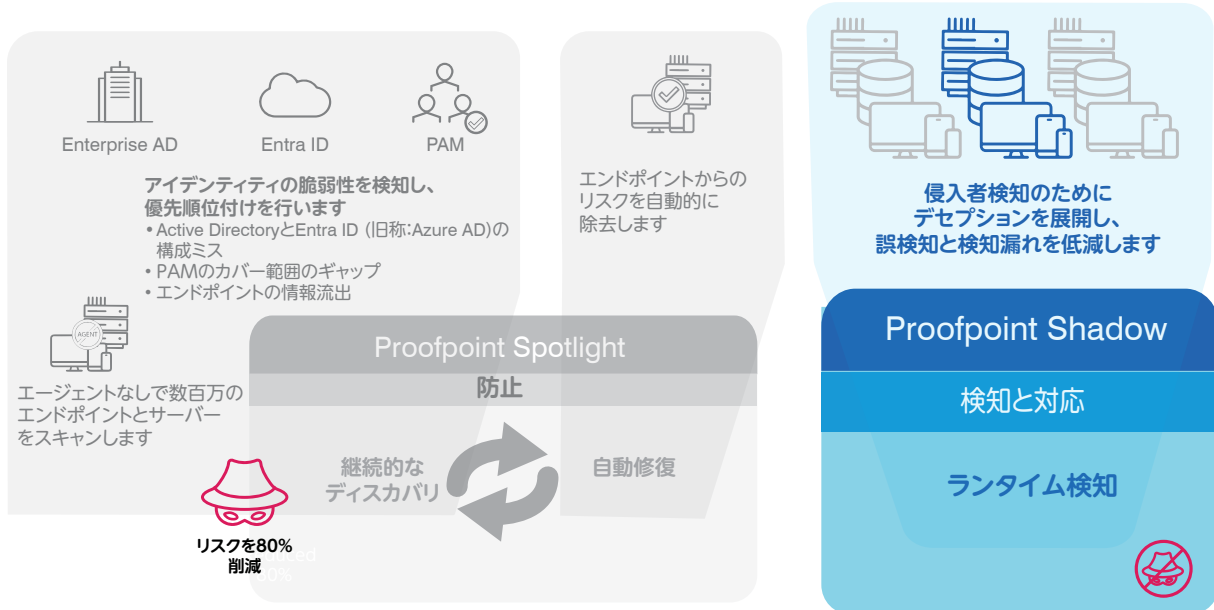 Enterprise AD
Entra ID
PAM
アイデンティティの脆弱性を検知し、
優先順位付けを行います
•Active DirectoryとEntra ID (旧称:Azure AD)の
構成ミス
• PAMのカバー範囲のギャップ
• エンドポイントの情報流出
AGENT
エージェントなしで数百万の
エンドポイントとサーバー
をスキャンします
エンドポイントからの
リスクを自動的に
除去します
Proofpoint Spotlight
防止
継続的な
ディスカバリ
自動修復
リスクを80%
削減
80%
侵入者検知のために
デセプションを展開し、
誤検知と検知漏れを低減します
Proofpoint Shadow
検知と対応
ランタイム検知